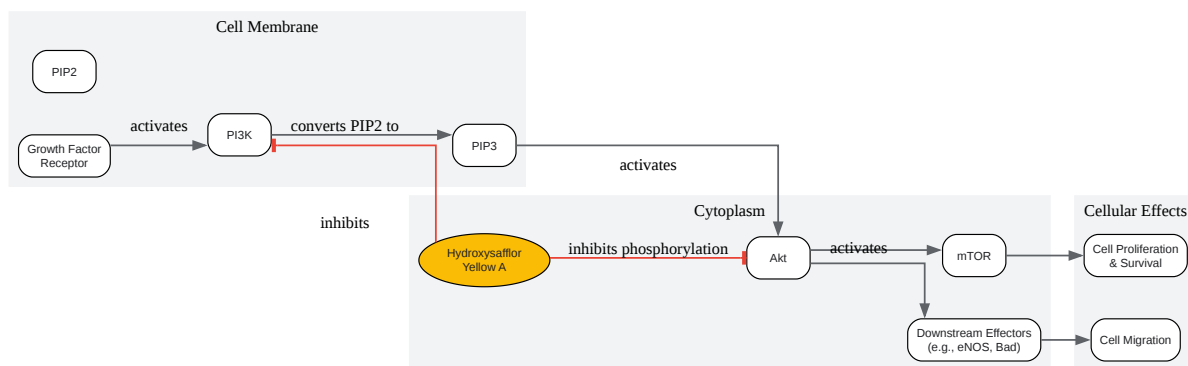 Cell Membrane
PIP2
activates
PI3K
converts PIP2 to
Growth Factor
Receptor
PIP3
activates
inhibits
Cytoplasm
Cellular Effects
Hydroxysafflor
Yellow A
inhibits phosphorylation
Akt
activates
mTOR
Cell Proliferation
& Survival
Downstream Effectors
(e.g., eNOS, Bad)
Cell Migration